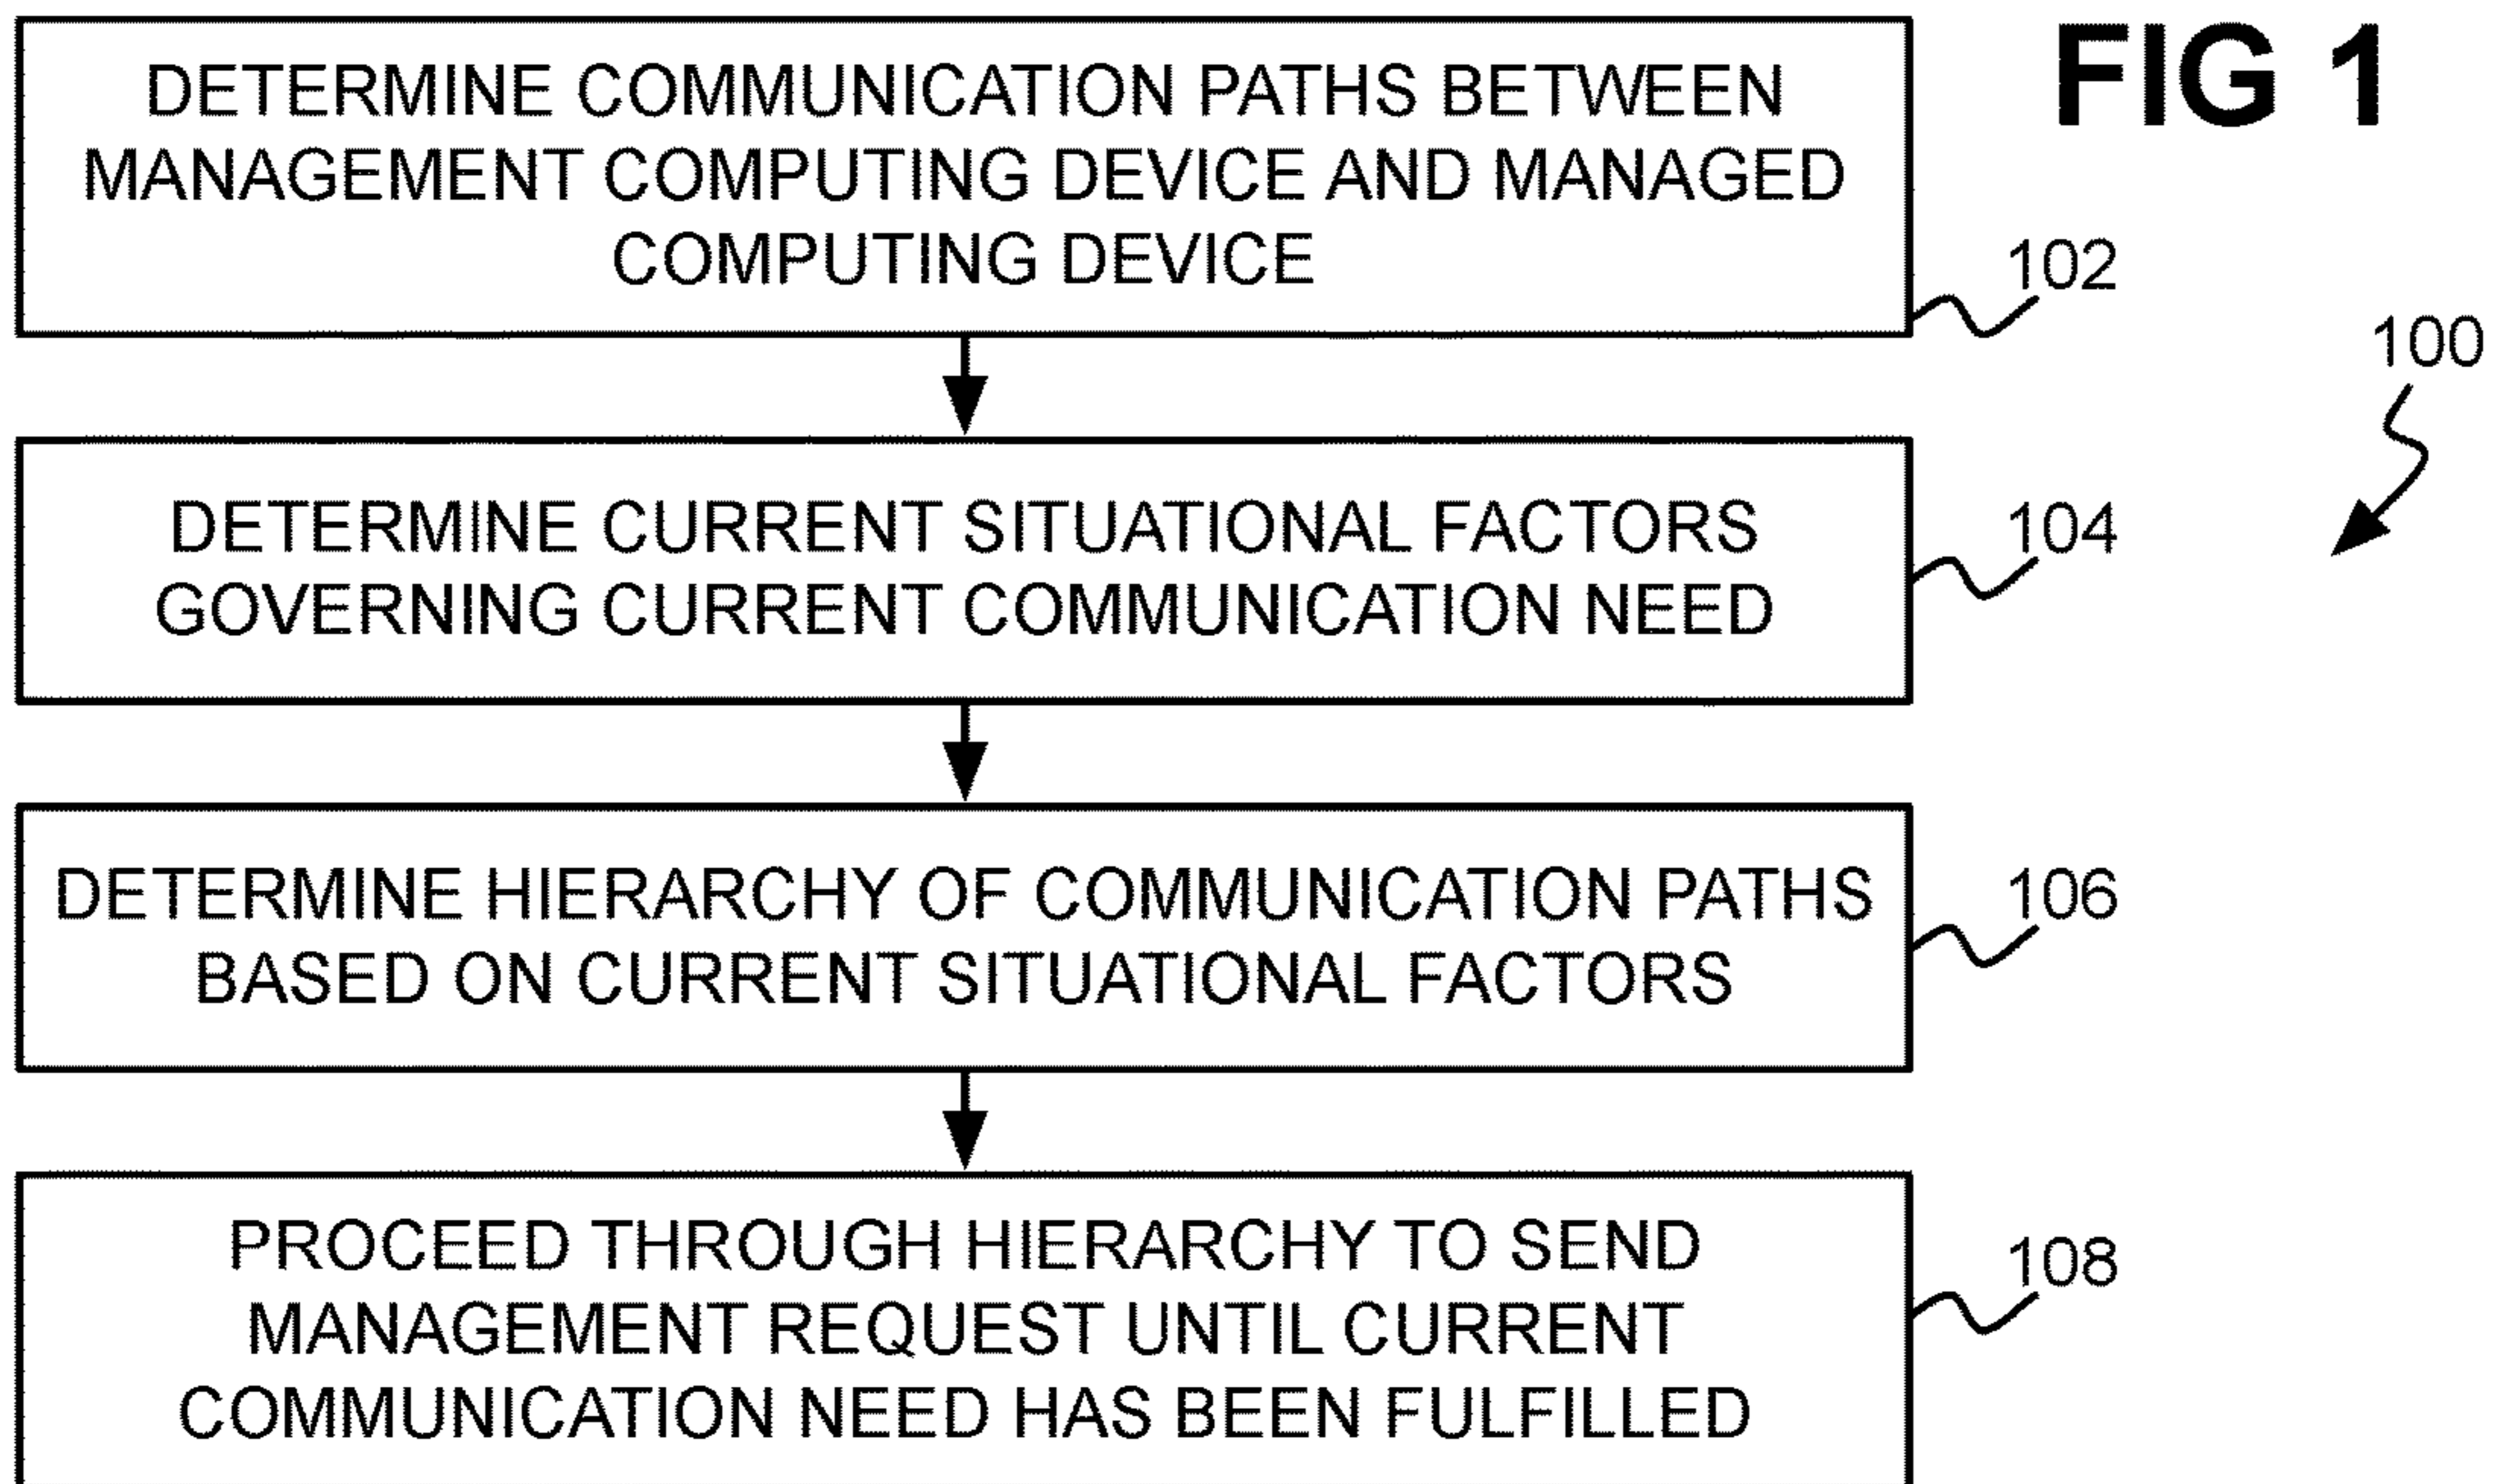 FIG 1
DETERMINE COMMUNICATION PATHS BETWEEN
MANAGEMENT COMPUTING DEVICE AND MANAGED
COMPUTING DEVICE
102
100
DETERMINE CURRENT SITUATIONAL FACTORS
GOVERNING CURRENT COMMUNICATION NEED
104
DETERMINE HIERARCHY OF COMMUNICATION PATHS
BASED ON CURRENT SITUATIONAL FACTORS
106
PROCEED THROUGH HIERARCHY TO SEND
MANAGEMENT REQUEST UNTIL CURRENT
COMMUNICATION NEED HAS BEEN FULFILLED
108